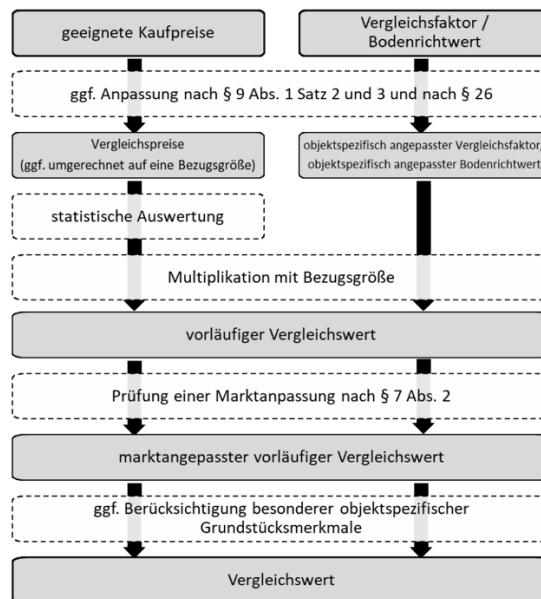 geeignete Kaufpreise
Vergleichsfaktor /
Bodenrichtwert
ggf. Anpassung nach § 9 Abs. 1 Satz 2 und 3 und nach § 26
Vergleichspreise
(ggf. umgerechnet auf eine Bezugsgröße)
objektspezifisch angepasster Vergleichsfaktor,
objektspezifisch angepasster Bodenrichtwert
statistische Auswertung
Multiplikation mit Bezugsgröße
vorläufiger Vergleichswert
Prüfung einer Marktanpassung nach § 7 Abs. 2
marktangepasster vorläufiger Vergleichswert
ggf. Berücksichtigung besonderer objektspezifischer
Grundstücksmerkmale
Vergleichswert